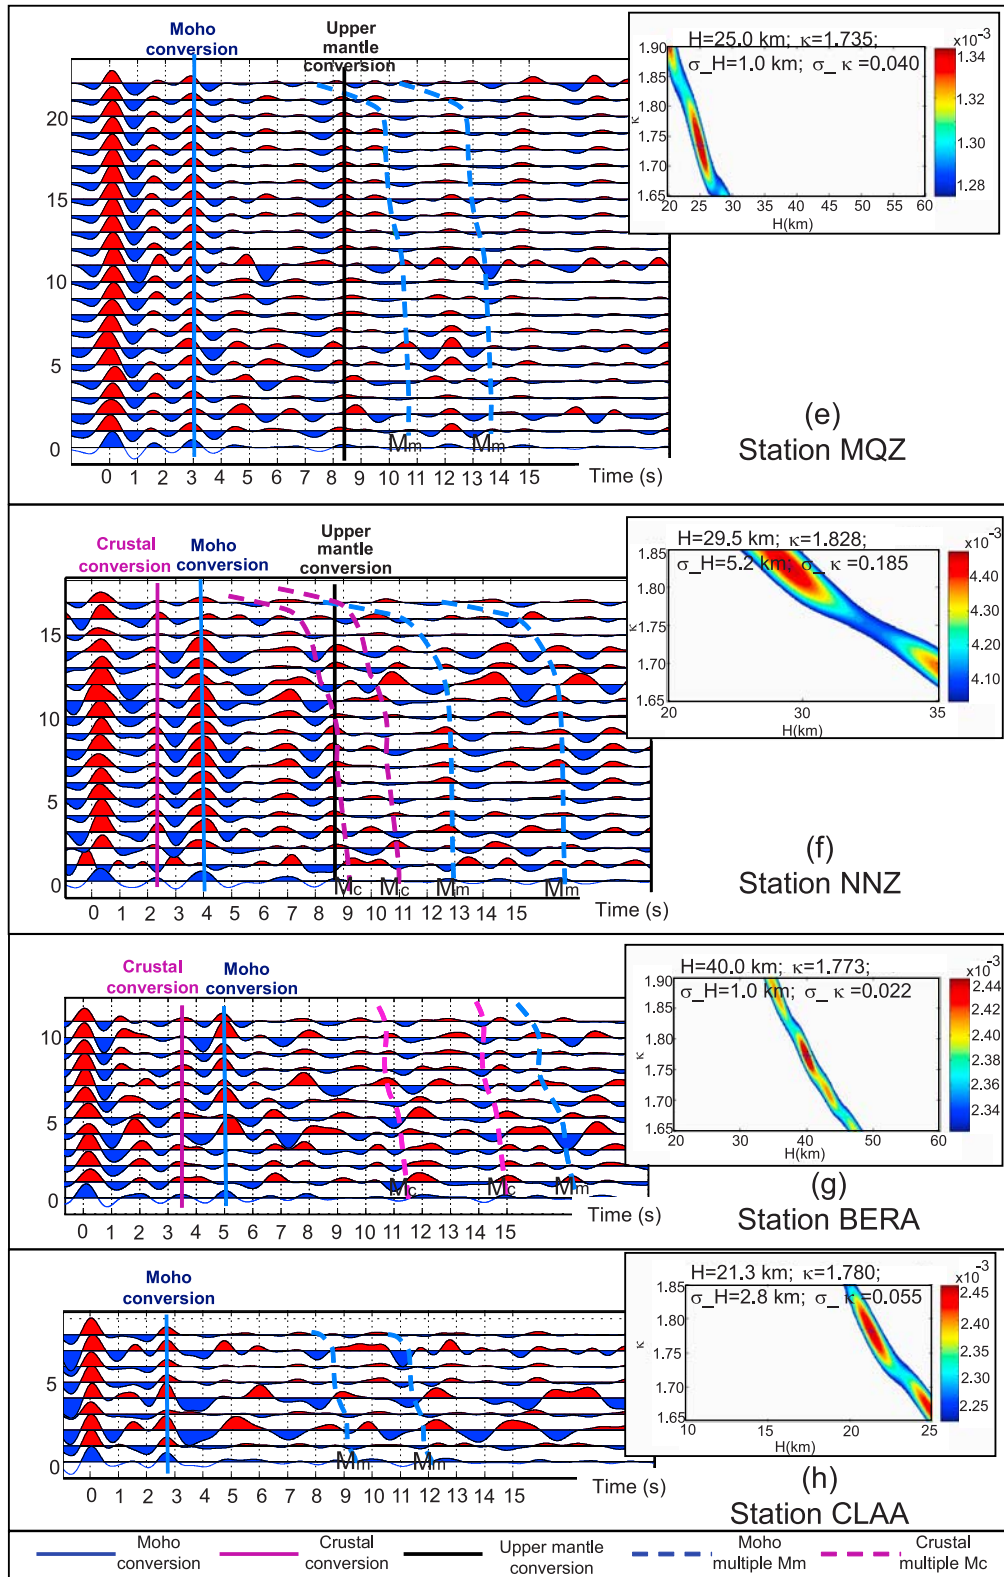 Moho
conversion
Upper
mantle
conversion
20
15
10
5
0
Mm Mm
0 1 2 3 4 5 6 7 8 9 10 11 12 13 14 15 Time (s)
H=25.0 km; κ=1.735;
σ_H=1.0 km; σ_κ=0.040
1.90
1.85
1.80
1.75
1.70
1.65
κ
20 25 30 35 40 45 50 55 60
H(km)
x10⁻³
1.34
1.32
1.30
1.28
(e)
Station MQZ
Crustal
conversion
Moho
conversion
Upper
mantle
conversion
15
10
5
0
Mc Mc Mm Mm
0 1 2 3 4 5 6 7 8 9 10 11 12 13 14 15 Time (s)
H=29.5 km; κ=1.828;
σ_H=5.2 km; σ_κ=0.185
1.85
1.80
1.75
1.70
1.65
κ
20 30 35
H(km)
x10⁻³
4.40
4.30
4.20
4.10
(f)
Station NNZ
Crustal
conversion
Moho
conversion
10
5
0
Mc Mc Mm
0 1 2 3 4 5 6 7 8 9 10 11 12 13 14 15 Time (s)
H=40.0 km; κ=1.773;
σ_H=1.0 km; σ_κ=0.022
1.90
1.85
1.80
1.75
1.70
1.65
κ
20 30 40 50 60
H(km)
x10⁻³
2.44
2.42
2.40
2.38
2.36
2.34
(g)
Station BERA
Moho
conversion
5
0
Mm Mm
0 1 2 3 4 5 6 7 8 9 10 11 12 13 14 15 Time (s)
H=21.3 km; κ=1.780;
σ_H=2.8 km; σ_κ=0.055
1.85
1.80
1.75
1.70
1.65
κ
10 15 20 25
H(km)
x10⁻³
2.45
2.40
2.35
2.30
2.25
(h)
Station CLAA
Moho
conversion
Crustal
conversion
Upper mantle
conversion
Moho
multiple Mm
Crustal
multiple Mc